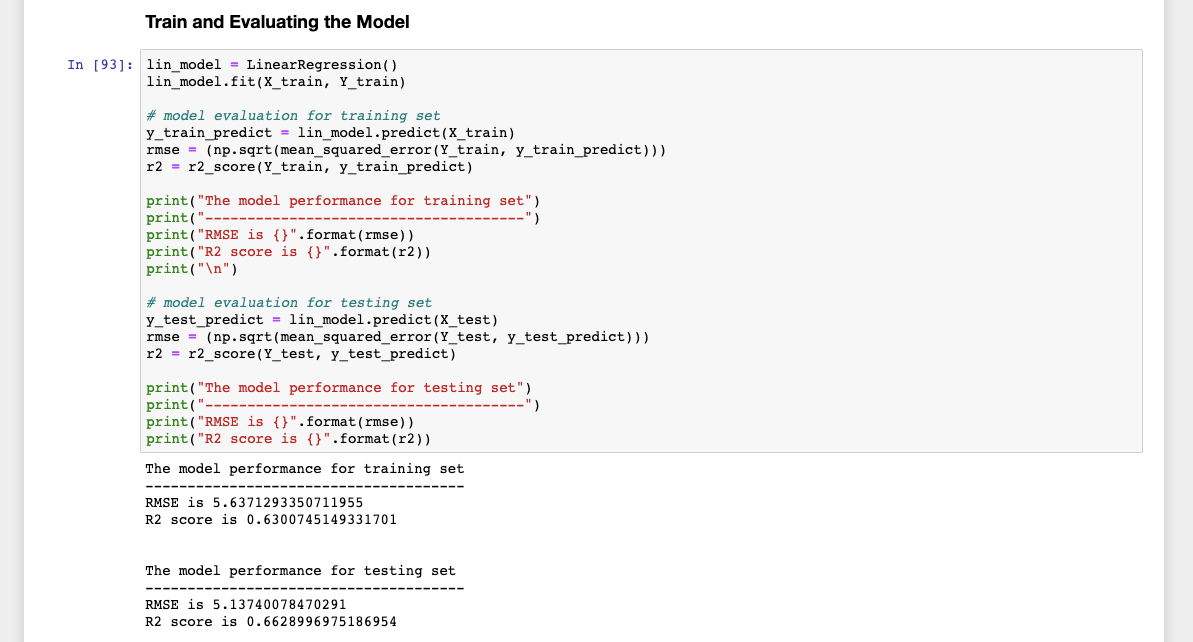 Train and Evaluating the Model
In [93]:
lin_model = LinearRegression()
lin_model.fit(X_train, Y_train)
# model evaluation for training set
y_train_predict = lin_model.predict(X_train)
rmse = (np.sqrt(mean_squared_error(Y_train, y_train_predict)))
r2 = r2_score(Y_train, y_train_predict)
print("The model performance for training set")
print("--------------------------------------")
print("RMSE is {}".format(rmse))
print("R2 score is {}".format(r2))
print("\n")
# model evaluation for testing set
y_test_predict = lin_model.predict(X_test)
rmse = (np.sqrt(mean_squared_error(Y_test, y_test_predict)))
r2 = r2_score(Y_test, y_test_predict)
print("The model performance for testing set")
print("--------------------------------------")
print("RMSE is {}".format(rmse))
print("R2 score is {}".format(r2))
The model performance for training set
--------------------------------------
RMSE is 5.6371293350711955
R2 score is 0.6300745149331701
The model performance for testing set
--------------------------------------
RMSE is 5.13740078470291
R2 score is 0.6628996975186954